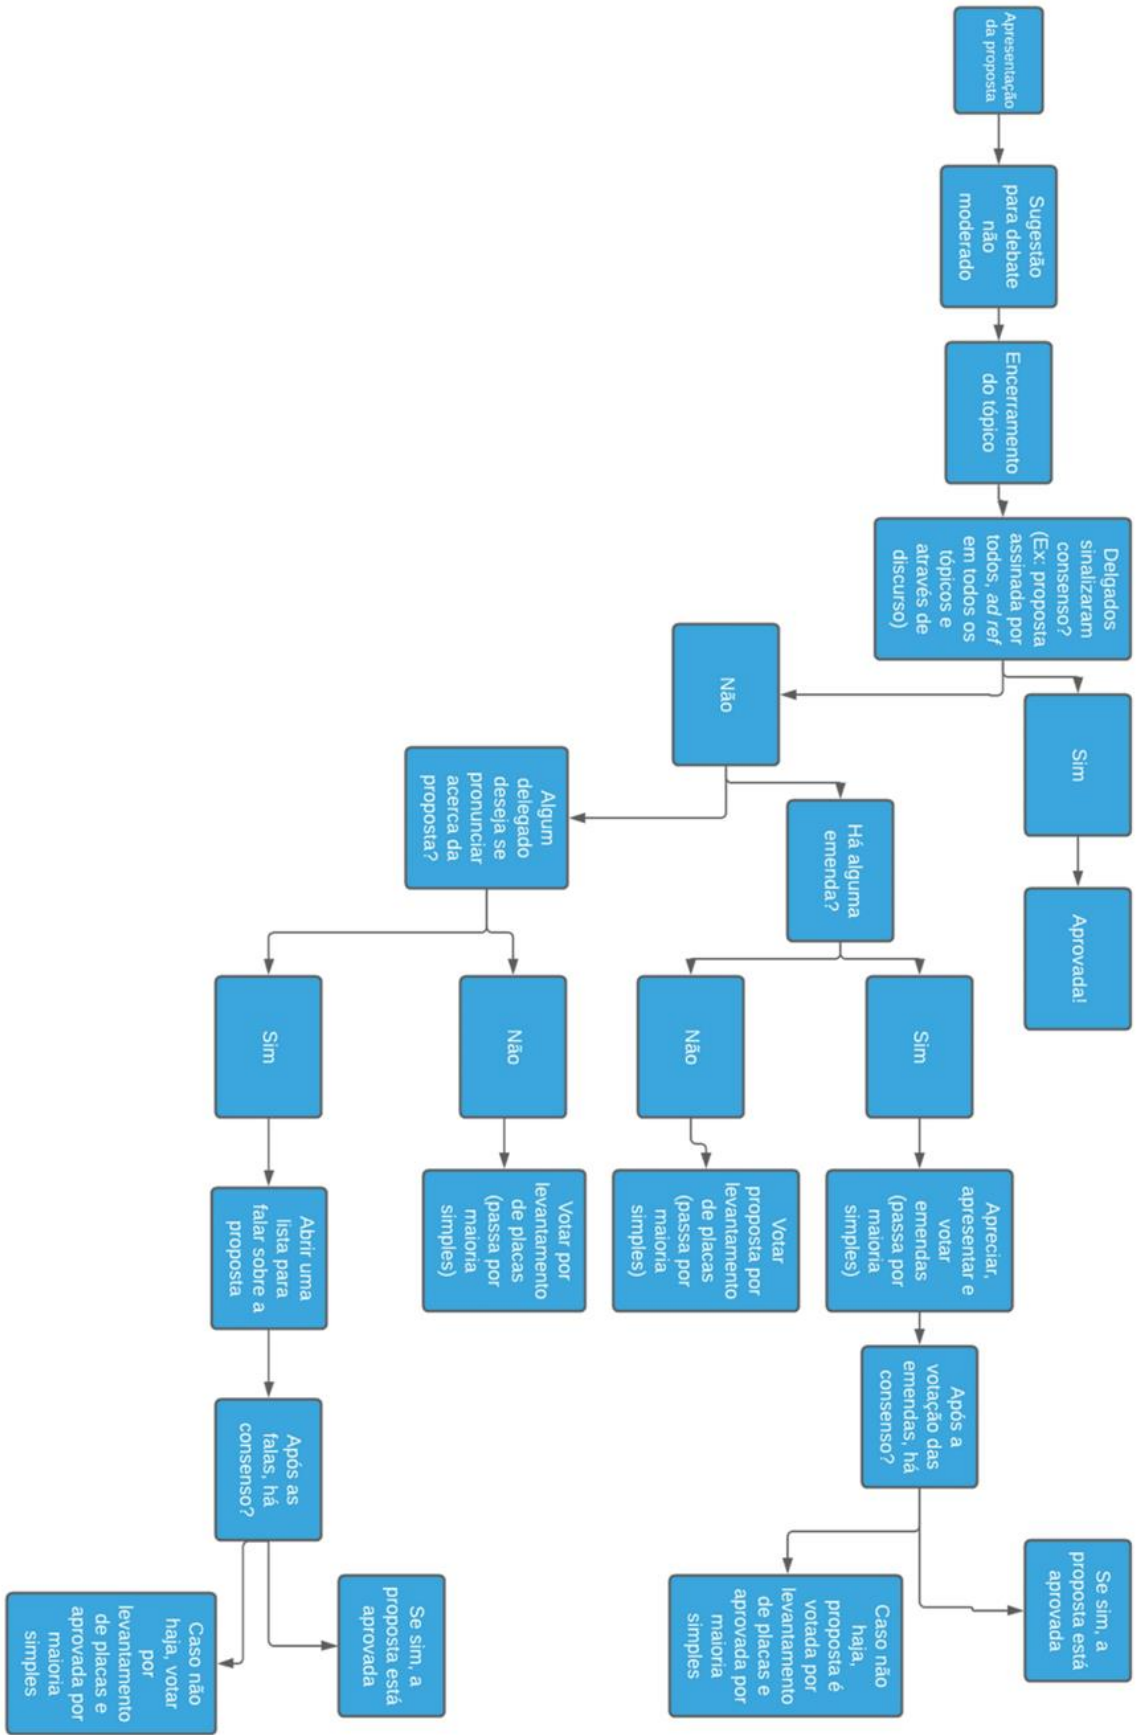 Apresentação
da proposta
Sugestão
para debate
não
moderado
Encerramento
do tópico
Delgados
sinalizaram
consenso?
(Ex: proposta
assinada por
todos, ad ref
em todos os
tópicos e
através de
discurso)
Sim
Aprovada!
Não
Há alguma
emenda?
Sim
Apreciar,
apresentar e
votar
emendas
(passa por
maioria
simples)
Após a
votação das
emendas, há
consenso?
Se sim, a
proposta está
aprovada
Caso não
haja,
proposta é
votada por
levantamento
de placas e
aprovada por
maioria
simples
Não
Votar
proposta por
levantamento
de placas
(passa por
maioria
simples)
Algum
delegado
deseja se
pronunciar
acerca da
proposta?
Não
Votar por
levantamento
de placas
(passa por
maioria
simples)
Sim
Abrir uma
lista para
falar sobre a
proposta
Após as
falas, há
consenso?
Se sim, a
proposta está
aprovada
Caso não
haja, votar
por
levantamento
de placas e
aprovada por
maioria
simples